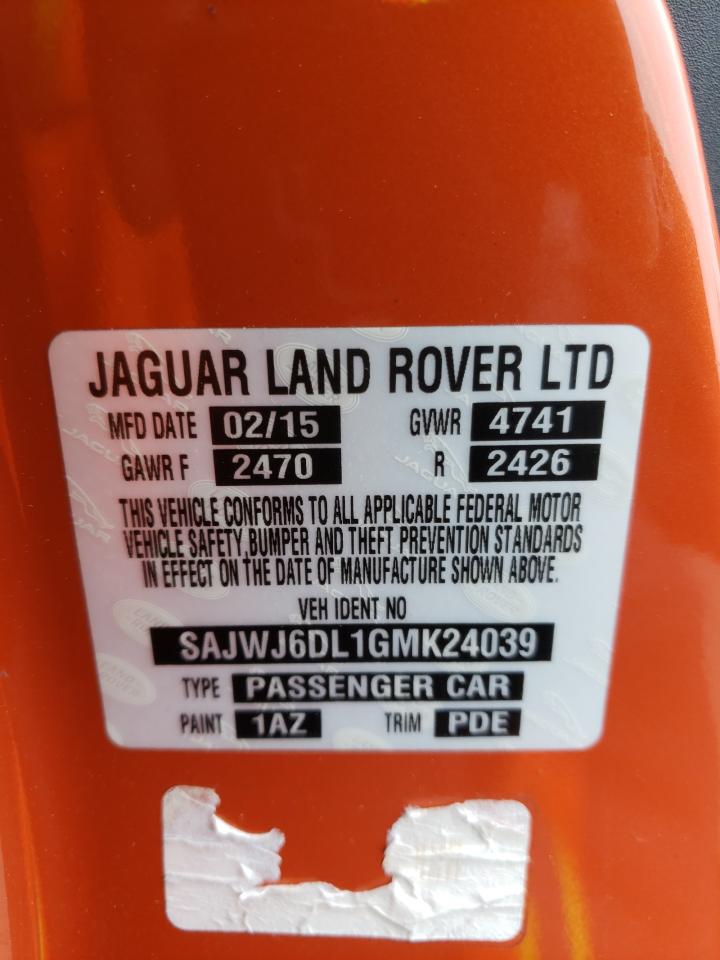 JAGUAR LAND ROVER LTD
MFD DATE 02/15 GVWR 4741
GAWR F 2470 R 2426
THIS VEHICLE CONFORMS TO ALL APPLICABLE FEDERAL MOTOR
VEHICLE SAFETY,BUMPER AND THEFT PREVENTION STANDARDS
IN EFFECT ON THE DATE OF MANUFACTURE SHOWN ABOVE.
VEH IDENT NO
SAJWJ6DL1GMK24039
TYPE PASSENGER CAR
PAINT 1AZ TRIM PDE